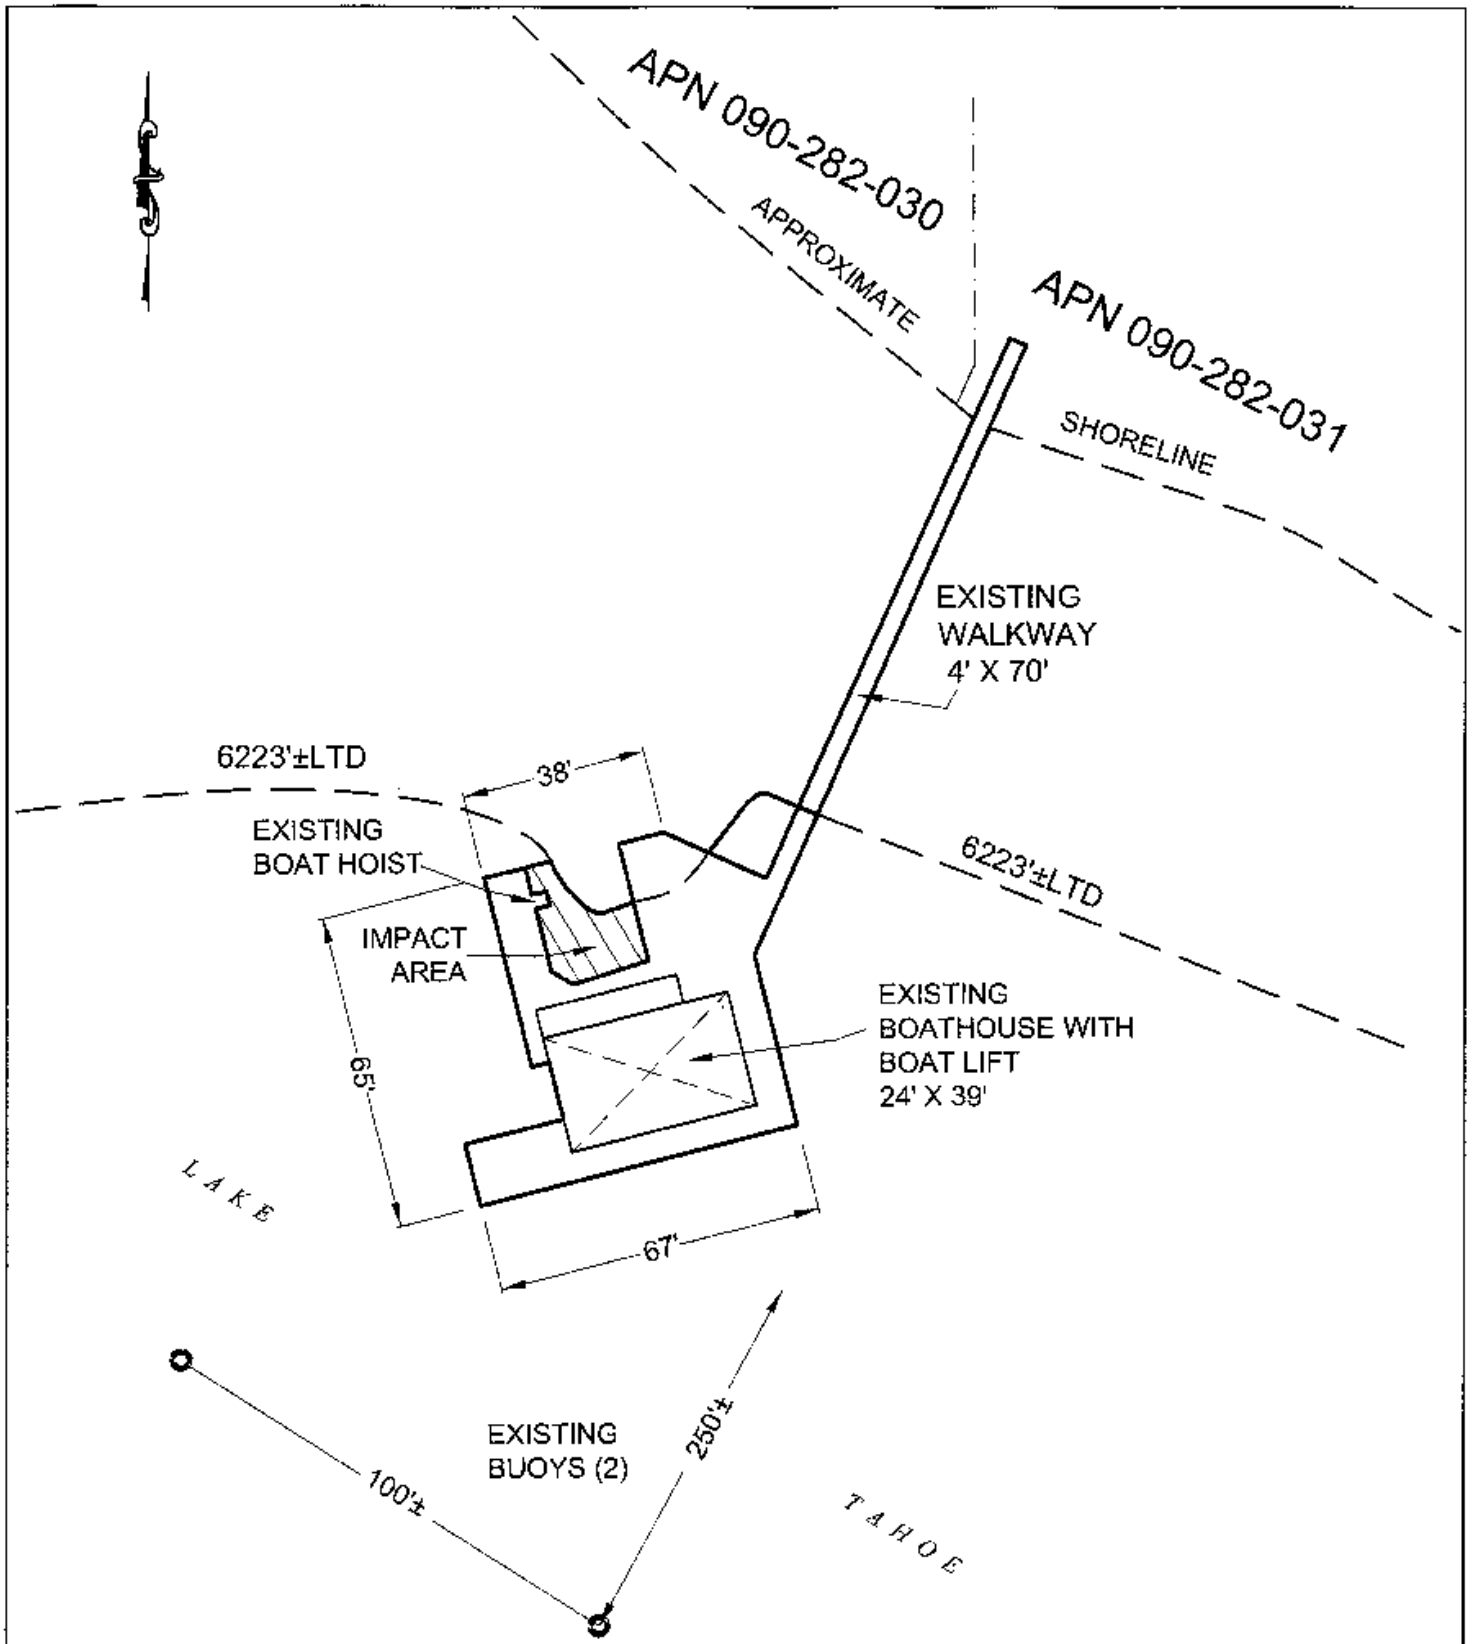 APN 090-282-030
APPROXIMATE
APN 090-282-031
SHORELINE
EXISTING
WALKWAY
4' X 70'
6223'±LTD
38'
EXISTING
BOAT HOIST
6223'±LTD
IMPACT
AREA
EXISTING
BOATHOUSE WITH
BOAT LIFT
24' X 39'
65'
LAKE
67'
EXISTING
BUOYS (2)
250'±
100'±
TAHOE